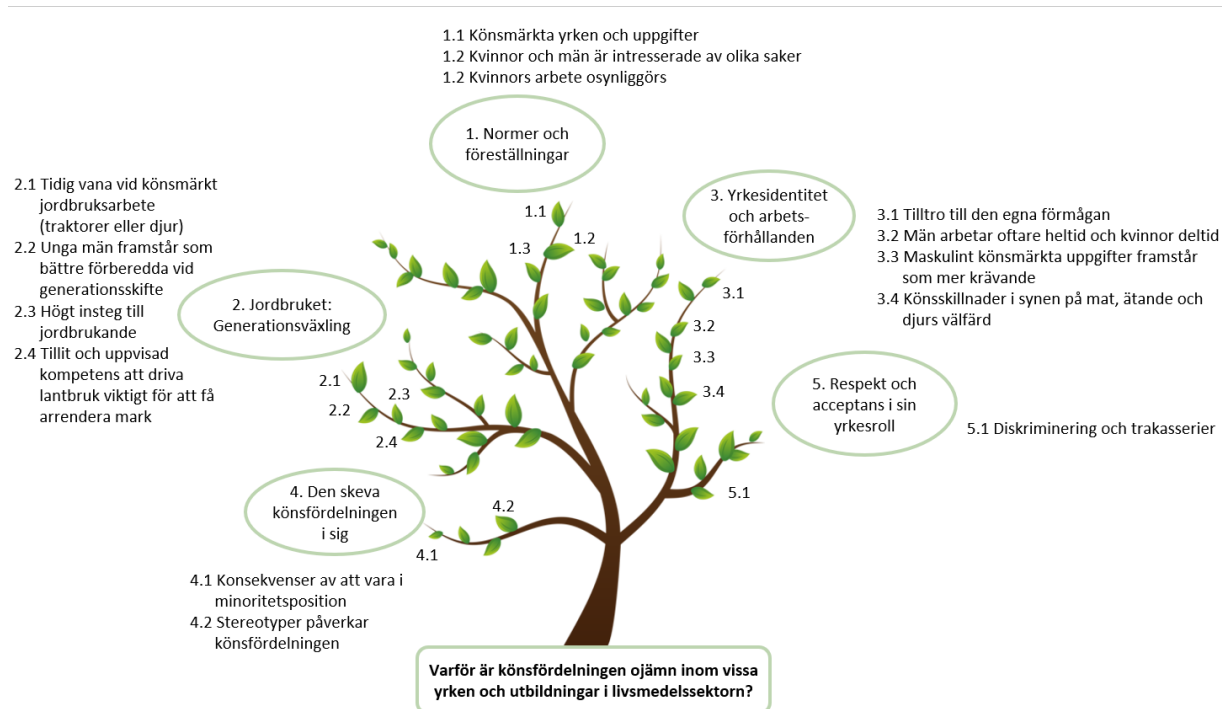 1.1 Könsmärkta yrken och uppgifter
1.2 Kvinnor och män är intresserade av olika saker
1.2 Kvinnors arbete osynliggörs
1. Normer och
föreställningar
2.1 Tidig vana vid könsmärkt
jordbruksarbete
(traktorer eller djur)
2.2 Unga män framstår som
bättre förberedda vid
generationsskifte
2.3 Högt insteg till
jordbrukande
2.4 Tillit och uppvisad
kompetens att driva
lantbruk viktigt för att få
arrendera mark
2. Jordbruket:
Generationsväxling
3. Yrkesidentitet
och arbets-
förhållanden
3.1 Tilltro till den egna förmågan
3.2 Män arbetar oftare heltid och kvinnor deltid
3.3 Maskulint könsmärkta uppgifter framstår
som mer krävande
3.4 Könsskillnader i synen på mat, ätande och
djurs välfärd
1.1
1.2
1.3
3.1
3.2
3.3
3.4
2.1
2.2
2.3
2.4
5. Respekt och
acceptans i sin
yrkesroll
5.1 Diskriminering och trakasserier
5.1
4. Den skeva
könsfördelningen
i sig
4.2
4.1
4.1 Konsekvenser av att vara i
minoritetsposition
4.2 Stereotyper påverkar
könsfördelningen
Varför är könsfördelningen ojämn inom vissa
yrken och utbildningar i livsmedelssektorn?